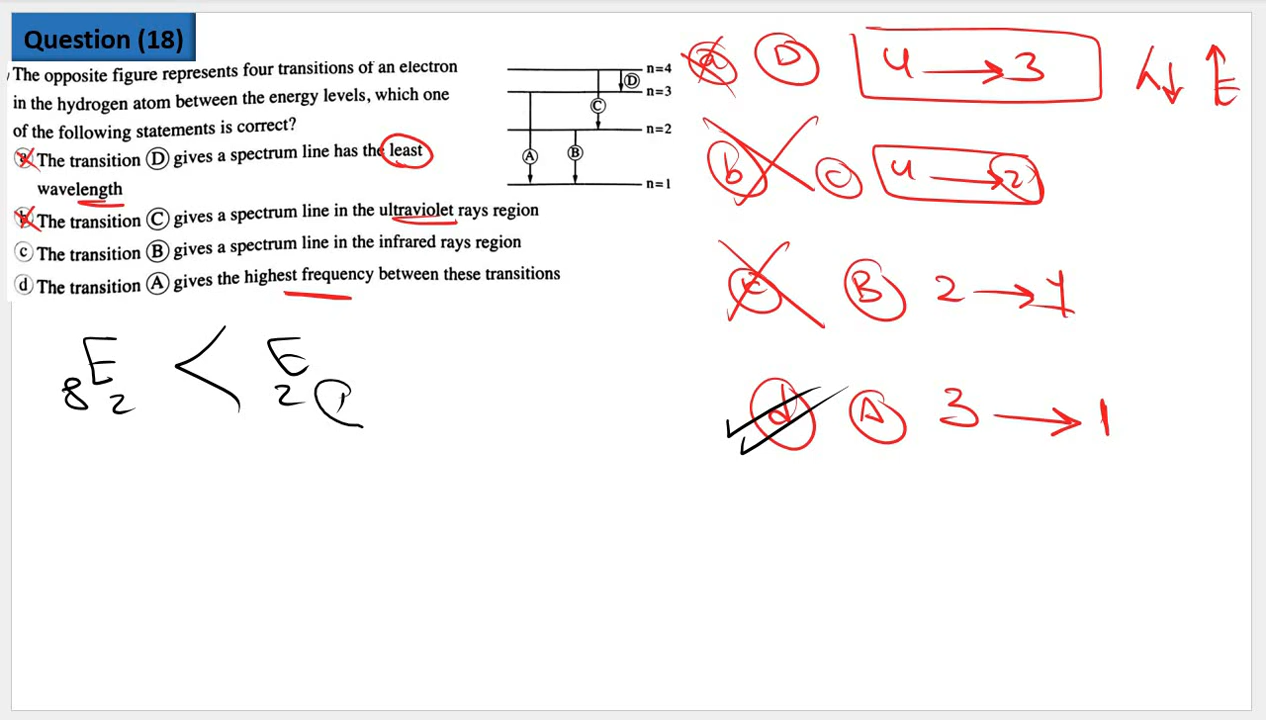 Question (18)
The opposite figure represents four transitions of an electron
in the hydrogen atom between the energy levels, which one
of the following statements is correct?
a The transition D gives a spectrum line has the least
wavelength
b The transition C gives a spectrum line in the ultraviolet rays region
c The transition B gives a spectrum line in the infrared rays region
d The transition A gives the highest frequency between these transitions
n=4
D
n=3
C
n=2
A B
n=1
a D 4 → 3 λ↓ ↑E
b C 4 → 2
c B 2 → 1
d A 3 → 1
8E2 < E2 1